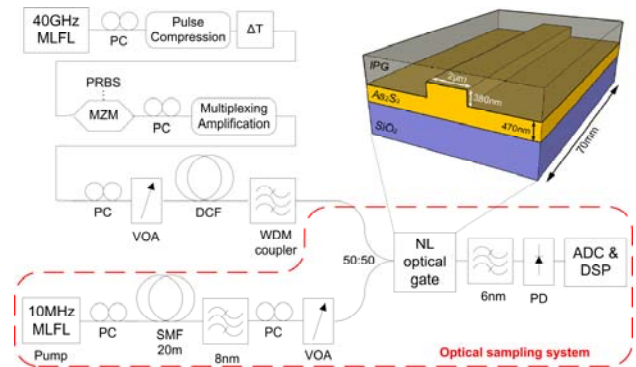 40GHz
MLFL
PC
Pulse
Compression
ΔT
PRBS
MZM
PC
Multiplexing
Amplification
PC
VOA
DCF
WDM
coupler
IPG
As₂S₃
SiO₂
2μm
380nm
470nm
70mm
50:50
NL
optical
gate
6nm
PD
ADC &
DSP
10MHz
MLFL
Pump
PC
SMF
20m
8nm
PC
VOA
Optical sampling system